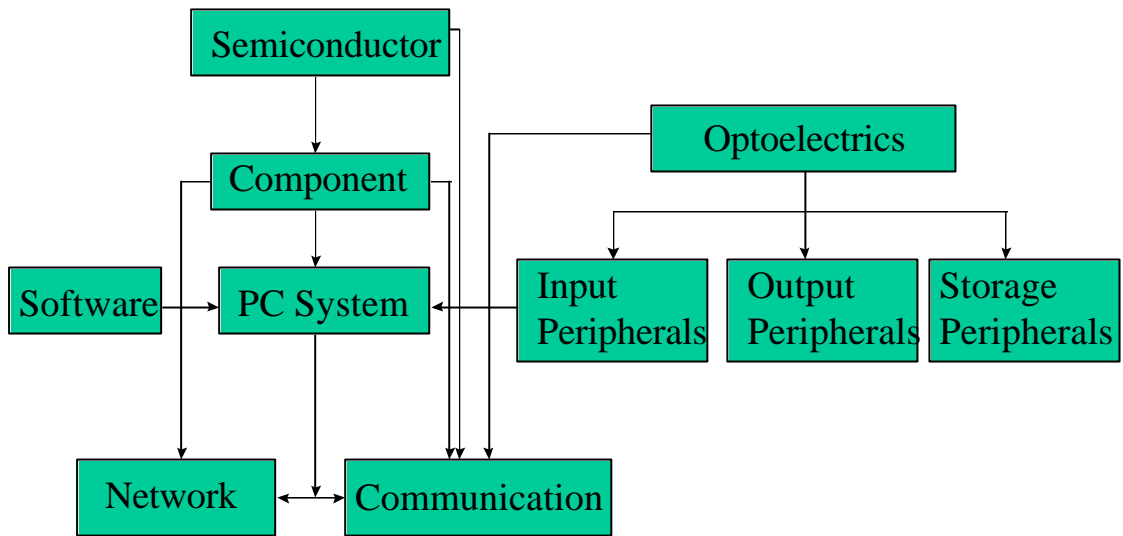 Semiconductor
Optoelectrics
Component
Software
PC System
Input
Peripherals
Output
Peripherals
Storage
Peripherals
Network
Communication